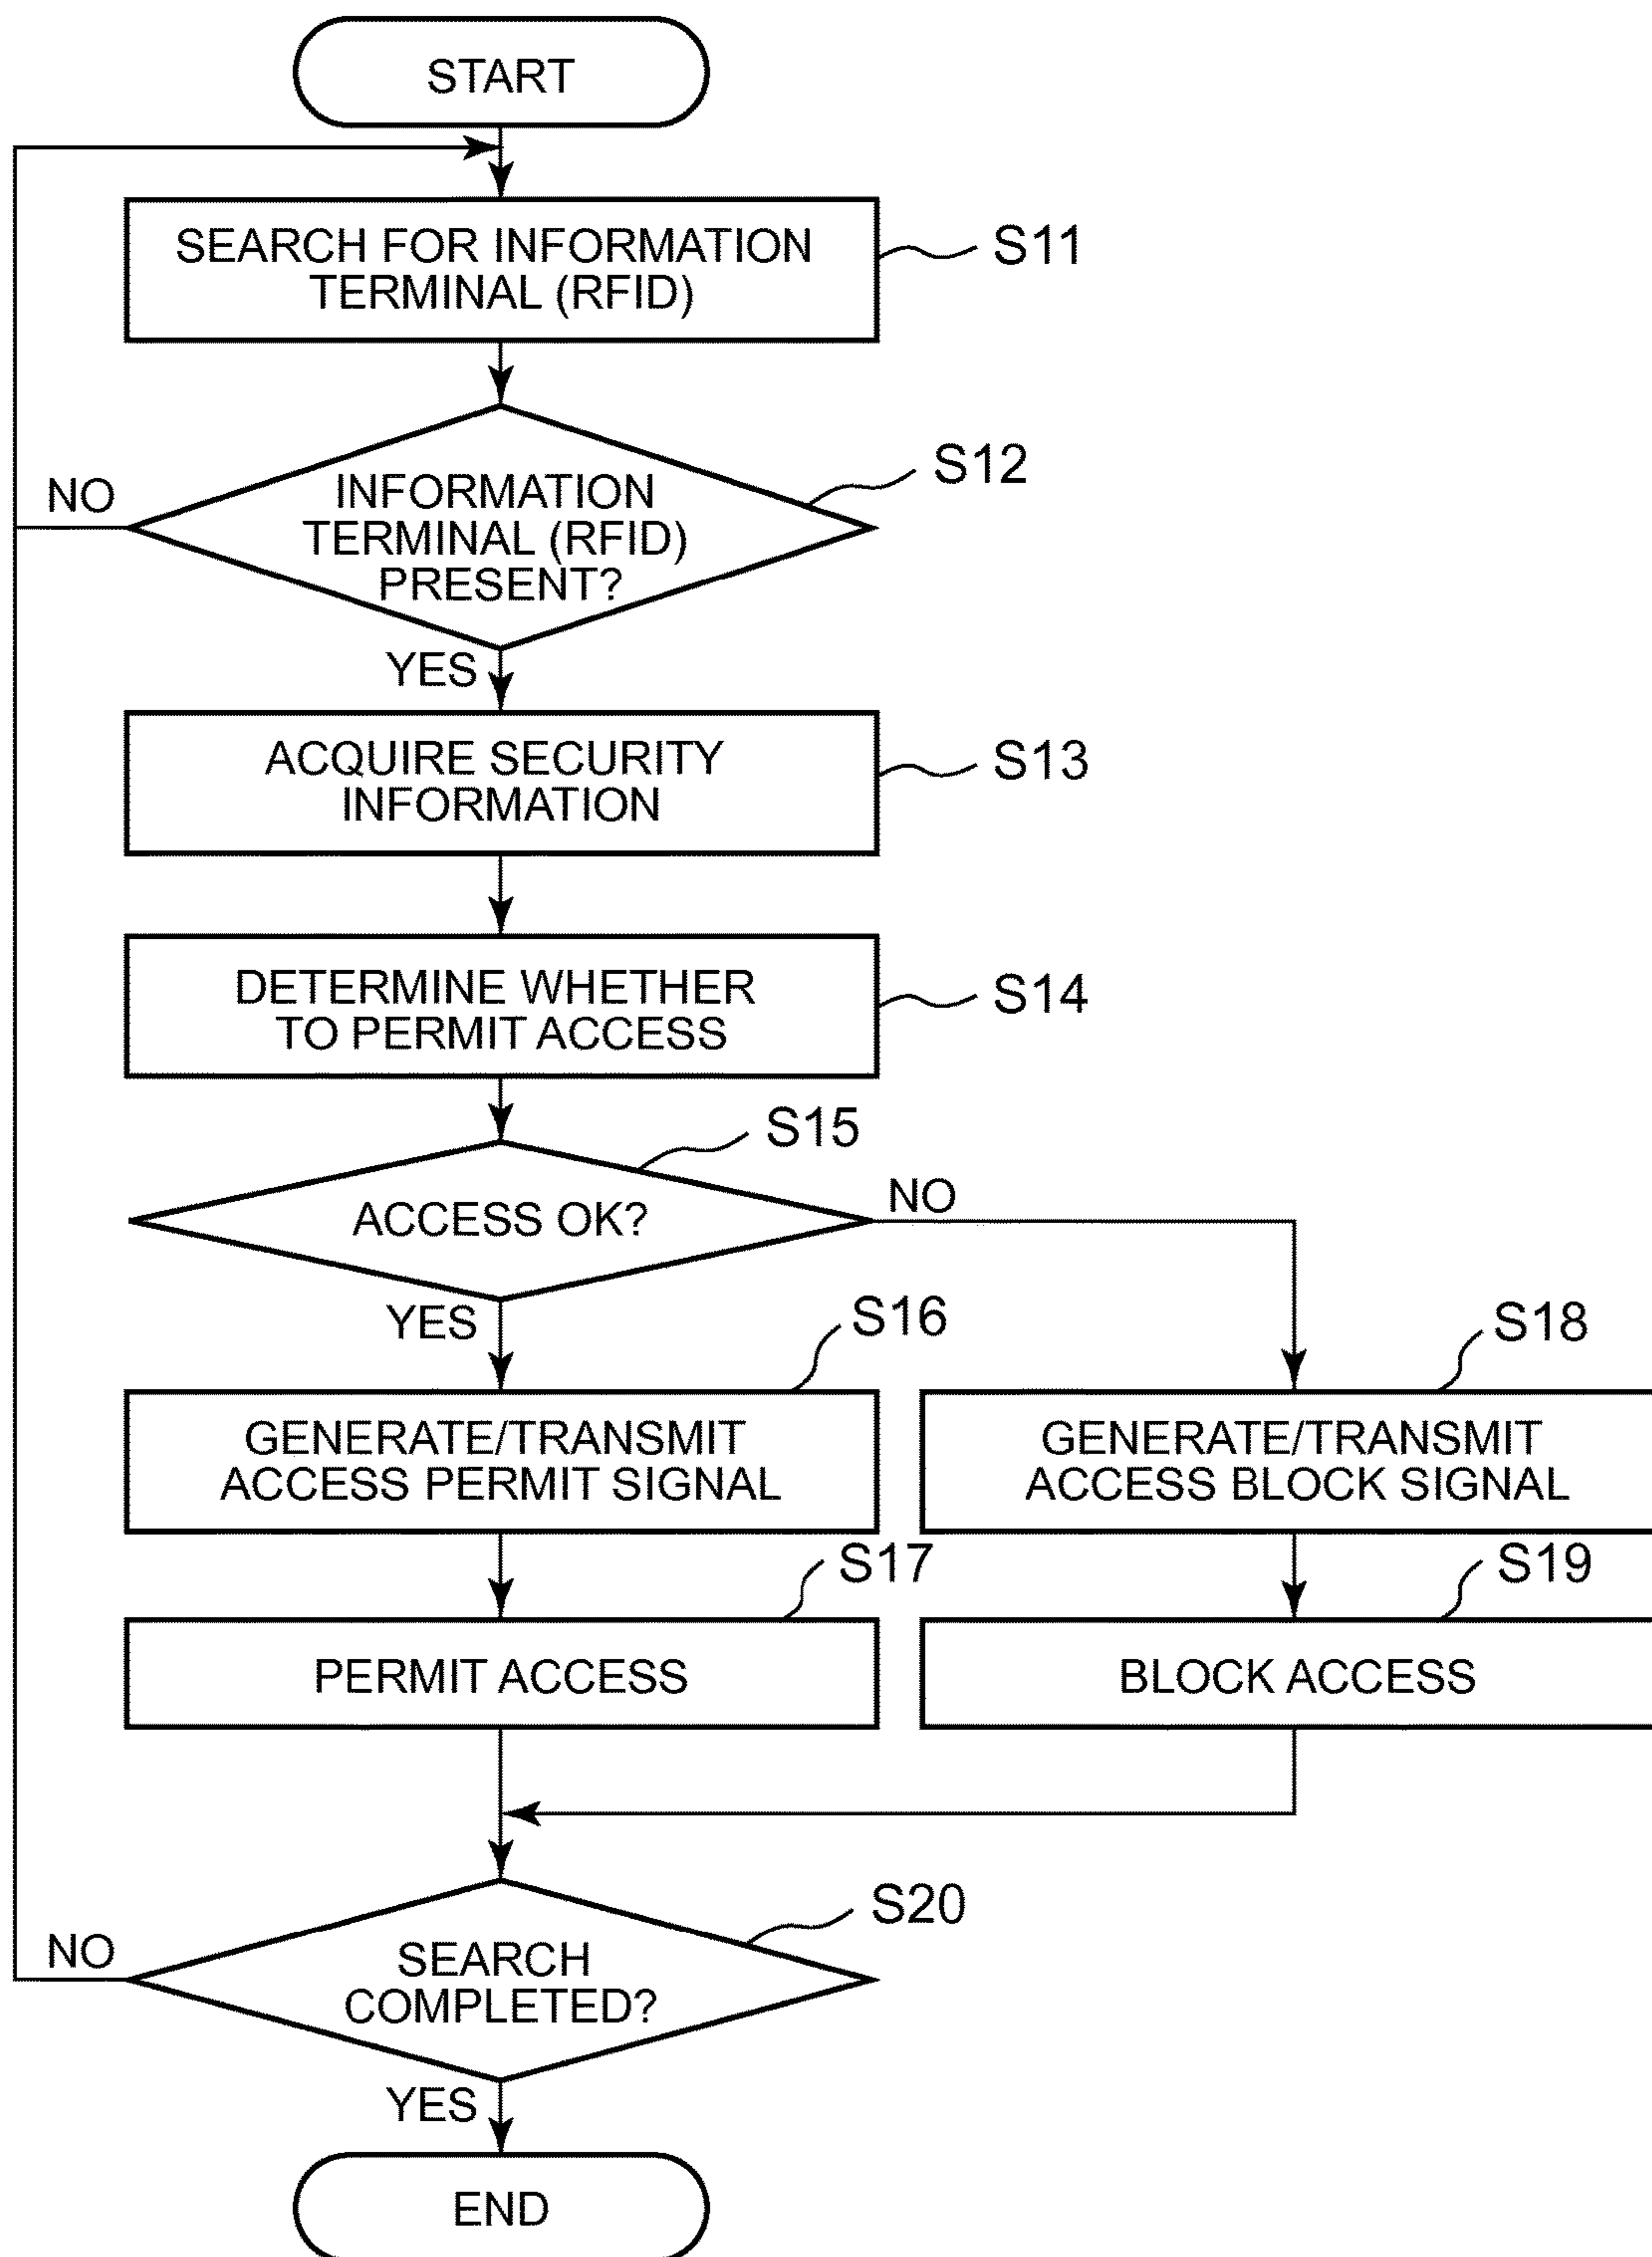 START
SEARCH FOR INFORMATION
TERMINAL (RFID)
S11
INFORMATION
TERMINAL (RFID)
PRESENT?
S12
NO
YES
ACQUIRE SECURITY
INFORMATION
S13
DETERMINE WHETHER
TO PERMIT ACCESS
S14
ACCESS OK?
S15
NO
YES
GENERATE/TRANSMIT
ACCESS PERMIT SIGNAL
S16
GENERATE/TRANSMIT
ACCESS BLOCK SIGNAL
S18
PERMIT ACCESS
S17
BLOCK ACCESS
S19
SEARCH
COMPLETED?
S20
NO
YES
END